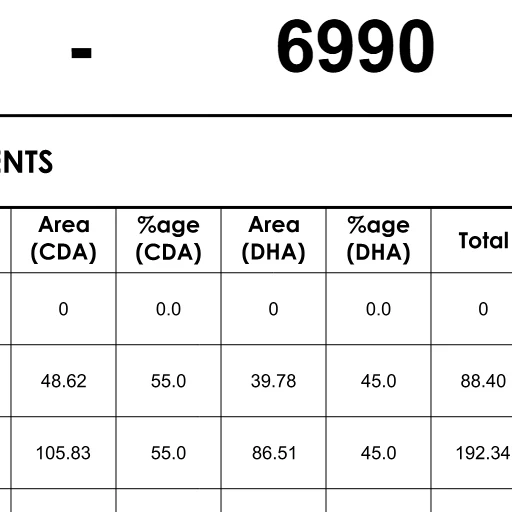 - 6990
ENTS
Area (CDA) %age (CDA) Area (DHA) %age (DHA) Total
0 0.0 0 0.0 0
48.62 55.0 39.78 45.0 88.40
105.83 55.0 86.51 45.0 192.34